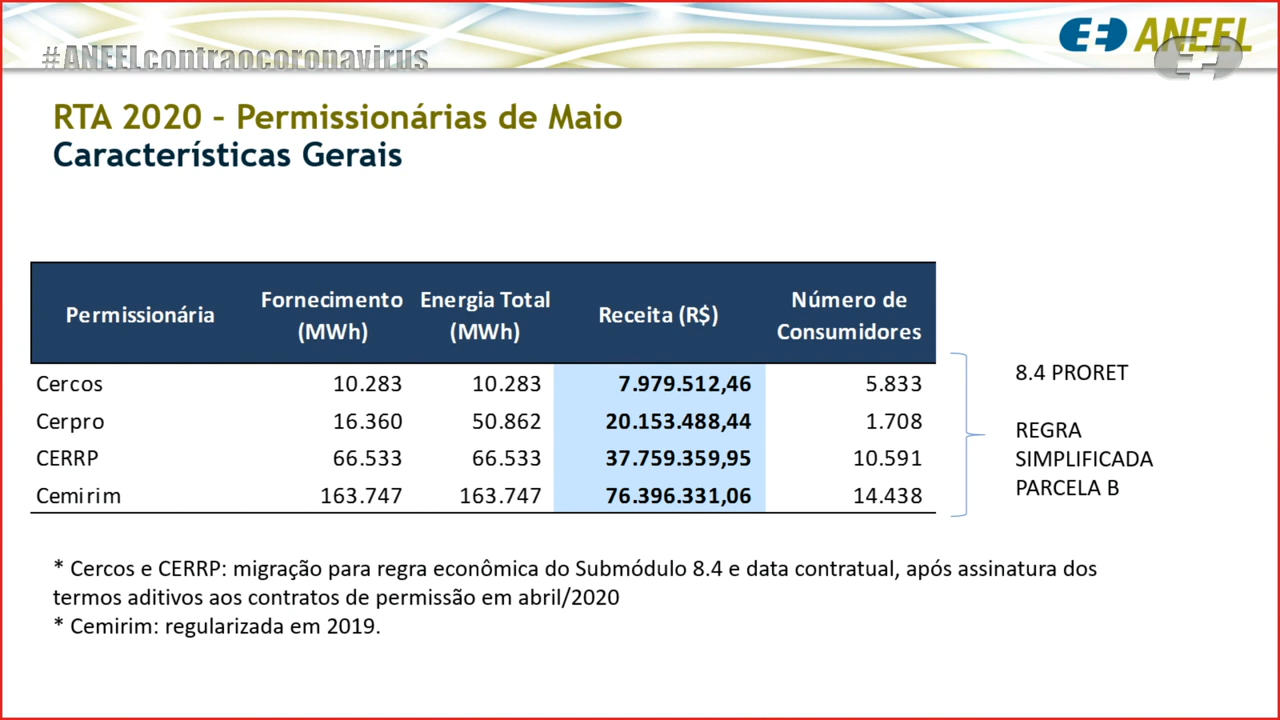 #ANEELcontraocoronavirus
ANEEL
RTA 2020 – Permissionárias de Maio
Características Gerais
Permissionária Fornecimento (MWh) Energia Total (MWh) Receita (R$) Número de Consumidores
Cercos 10.283 10.283 7.979.512,46 5.833
Cerpro 16.360 50.862 20.153.488,44 1.708
CERRP 66.533 66.533 37.759.359,95 10.591
Cemirim 163.747 163.747 76.396.331,06 14.438
8.4 PRORET
REGRA
SIMPLIFICADA
PARCELA B
* Cercos e CERRP: migração para regra econômica do Submódulo 8.4 e data contratual, após assinatura dos
termos aditivos aos contratos de permissão em abril/2020
* Cemirim: regularizada em 2019.